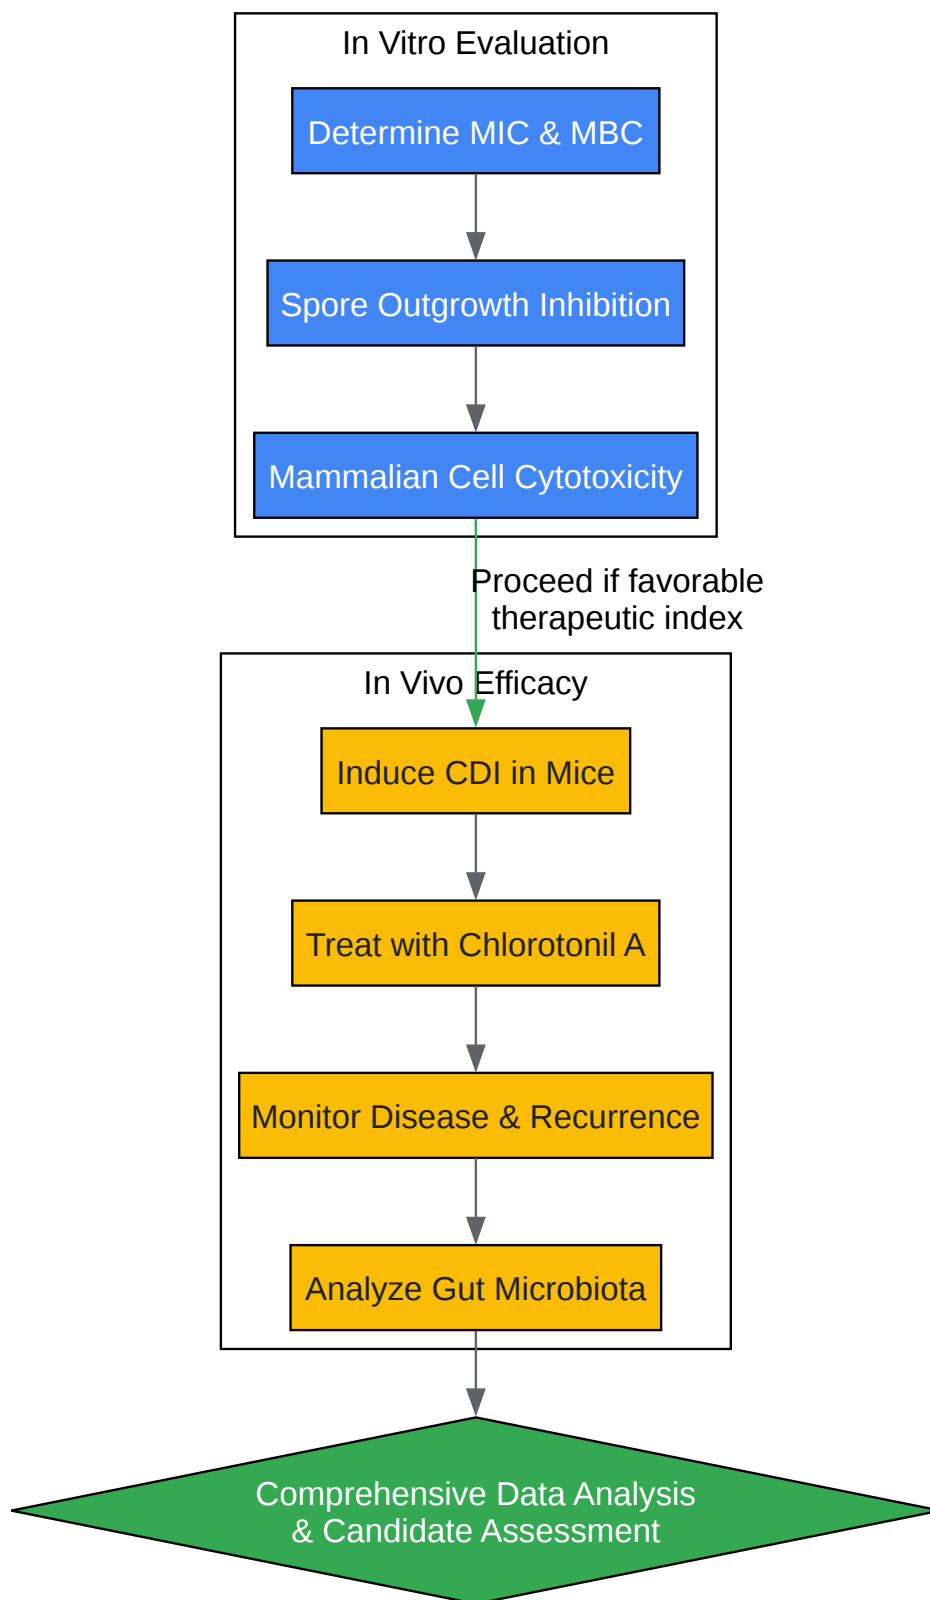 In Vitro Evaluation
Determine MIC & MBC
Spore Outgrowth Inhibition
Mammalian Cell Cytotoxicity
Proceed if favorable
therapeutic index
In Vivo Efficacy
Induce CDI in Mice
Treat with Chlorotonil A
Monitor Disease & Recurrence
Analyze Gut Microbiota
Comprehensive Data Analysis
& Candidate Assessment